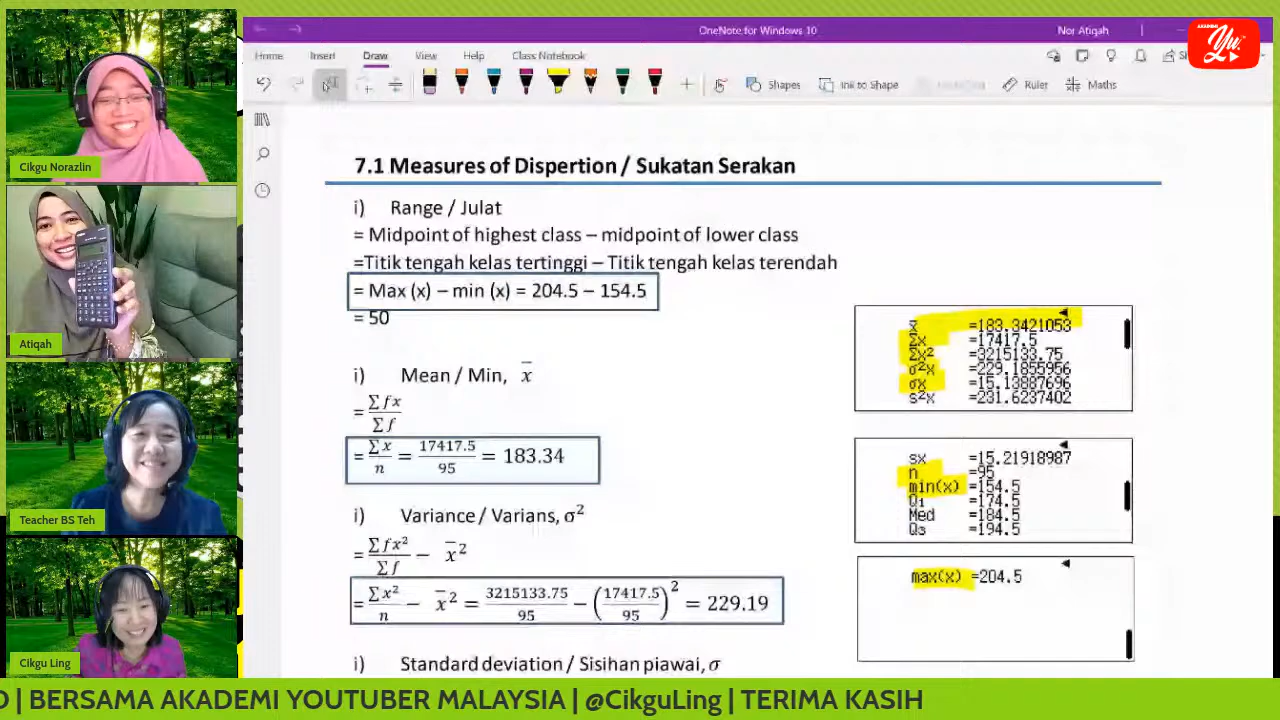 OneNote for Windows 10
Nor Atiqah
AKADEMI
Home Insert Draw View Help Class Notebook
Shapes Ink to Shape Ruler Maths
Cikgu Norazlin
Atiqah
Teacher BS Teh
Cikgu Ling
7.1 Measures of Dispertion / Sukatan Serakan
i) Range / Julat
= Midpoint of highest class – midpoint of lower class
=Titik tengah kelas tertinggi – Titik tengah kelas terendah
= Max (x) – min (x) = 204.5 – 154.5
= 50
i) Mean / Min, x̄
= ∑fx / ∑f
= ∑x / n = 17417.5 / 95 = 183.34
i) Variance / Varians, σ²
= ∑fx² / ∑f − x̄²
= ∑x² / n − x̄² = 3215133.75 / 95 − (17417.5 / 95)² = 229.19
i) Standard deviation / Sisihan piawai, σ
x̄ =183.3421053
Σx =17417.5
Σx² =3215133.75
σ²x =229.1855956
σx =15.13887696
s²x =231.6237402
sx =15.21918987
n =95
min(x) =154.5
Q₁ =174.5
Med =184.5
Q₃ =194.5
max(x) =204.5
| BERSAMA AKADEMI YOUTUBER MALAYSIA | @CikguLing | TERIMA KASIH